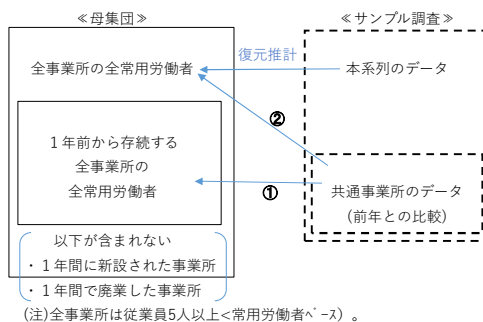 ≪母集団≫
≪サンプル調査≫
全事業所の全常用労働者
復元推計
本系列のデータ
②
1年前から存続する
全事業所の
全常用労働者
①
共通事業所のデータ
(前年との比較)
以下が含まれない
・1年間に新設された事業所
・1年間で廃業した事業所
(注)全事業所は従業員5人以上<常用労働者ﾍﾞｰｽ）。